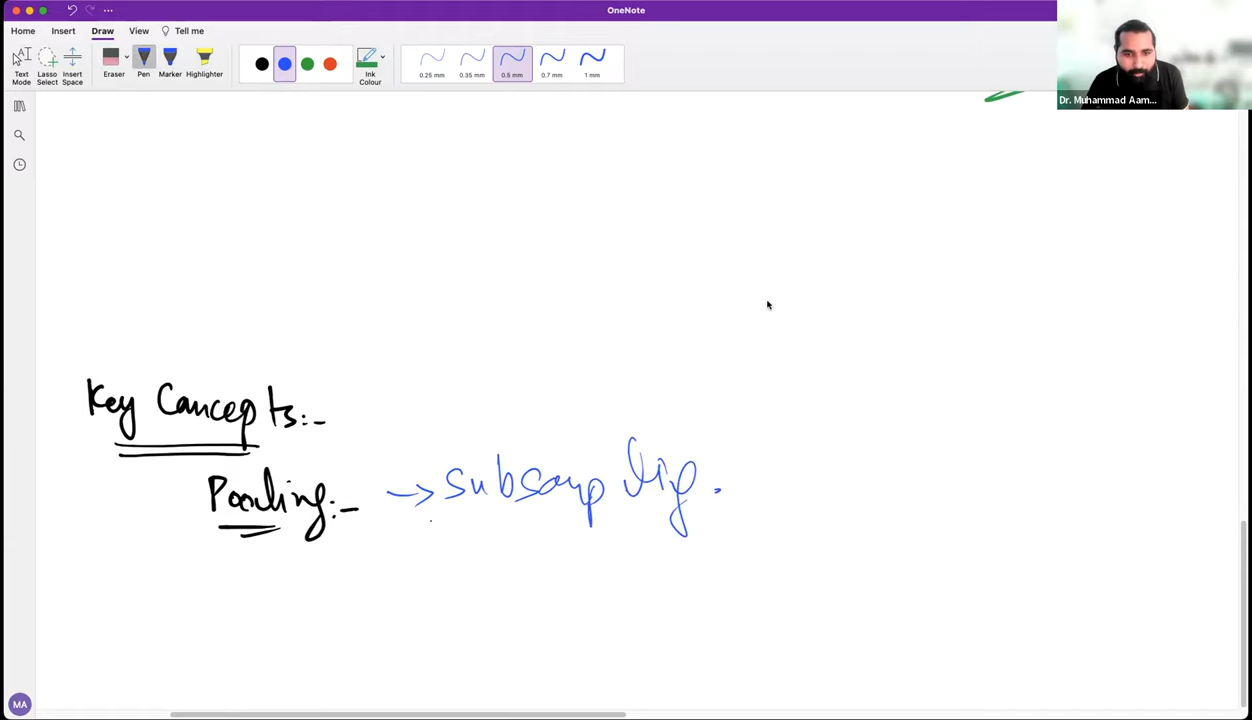 OneNote
Home Insert Draw View Tell me
Text Mode Lasso Select Insert Space Eraser Pen Marker Highlighter Ink Colour 0.25 mm 0.35 mm 0.5 mm 0.7 mm 1 mm
Dr. Muhammad Aam...
Key Concepts:-
Pooling:- → subsampling.
MA